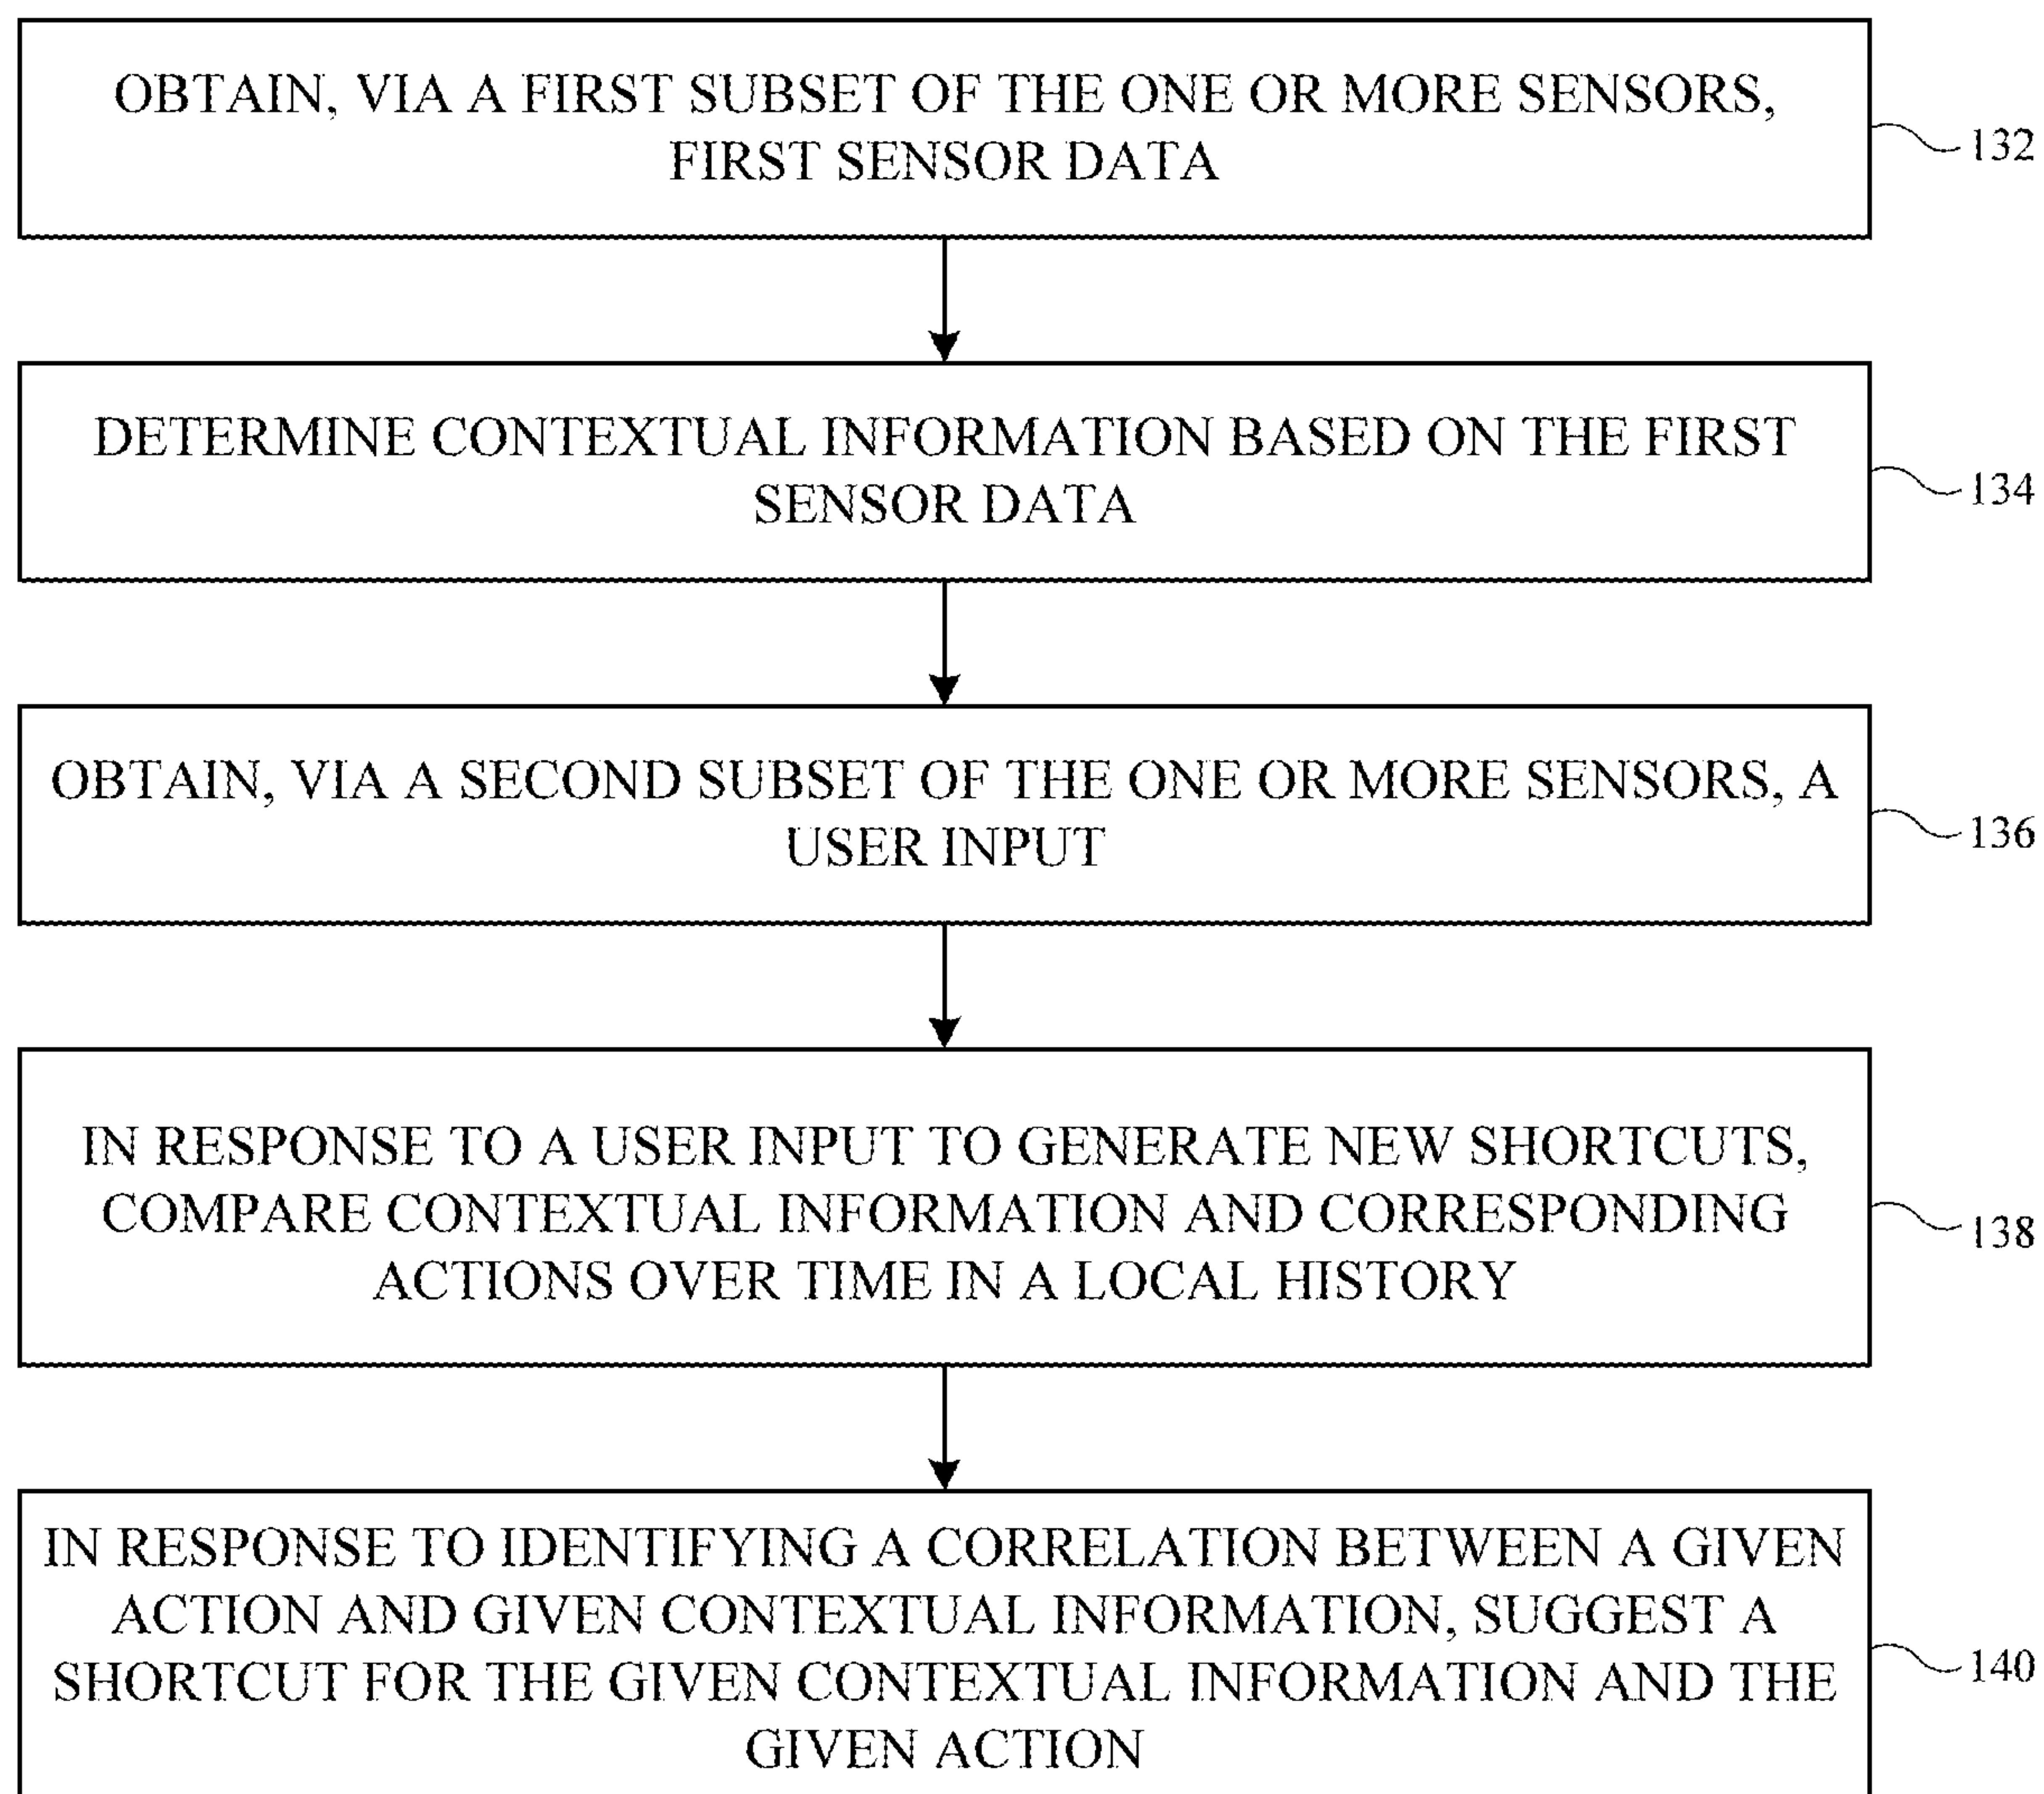 OBTAIN, VIA A FIRST SUBSET OF THE ONE OR MORE SENSORS,
FIRST SENSOR DATA
132
DETERMINE CONTEXTUAL INFORMATION BASED ON THE FIRST
SENSOR DATA
134
OBTAIN, VIA A SECOND SUBSET OF THE ONE OR MORE SENSORS, A
USER INPUT
136
IN RESPONSE TO A USER INPUT TO GENERATE NEW SHORTCUTS,
COMPARE CONTEXTUAL INFORMATION AND CORRESPONDING
ACTIONS OVER TIME IN A LOCAL HISTORY
138
IN RESPONSE TO IDENTIFYING A CORRELATION BETWEEN A GIVEN
ACTION AND GIVEN CONTEXTUAL INFORMATION, SUGGEST A
SHORTCUT FOR THE GIVEN CONTEXTUAL INFORMATION AND THE
GIVEN ACTION
140